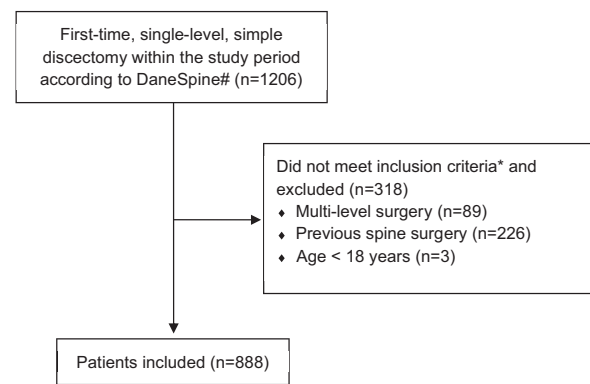 First-time, single-level, simple
discectomy within the study period
according to DaneSpine# (n=1206)
Did not meet inclusion criteria* and
excluded (n=318)
♦ Multi-level surgery (n=89)
♦ Previous spine surgery (n=226)
♦ Age < 18 years (n=3)
Patients included (n=888)